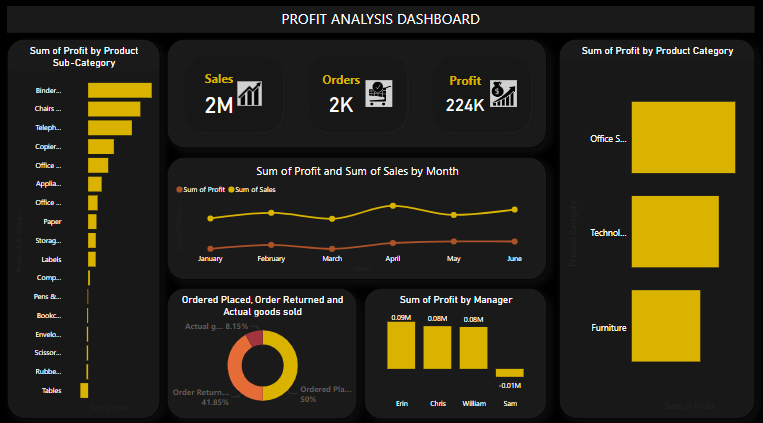 PROFIT ANALYSIS DASHBOARD
Sum of Profit by Product
Sub-Category
Binder...
Chairs ...
Teleph...
Copier...
Office ...
Applia...
Office ...
Paper
Storag...
Labels
Comp...
Pens &...
Bookc...
Envelo...
Scissor...
Rubbe...
Tables
Sales
2M
Orders
2K
Profit
224K
Sum of Profit and Sum of Sales by Month
Sum of Profit Sum of Sales
January February March April May June
Ordered Placed, Order Returned and
Actual goods sold
Actual g... 8.15%
Order Return...
41.85%
Ordered Pla...
50%
Sum of Profit by Manager
0.09M 0.08M 0.08M
-0.01M
Erin Chris William Sam
Sum of Profit by Product Category
Office S...
Technol...
Furniture
Product Category
Sum of Profit